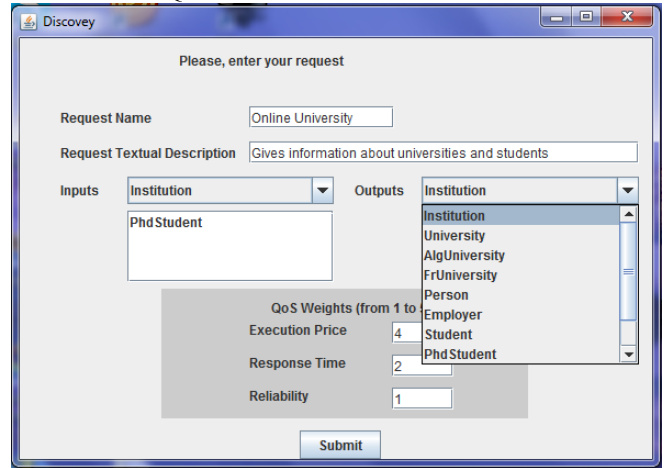 Discovey
Please, enter your request
Request Name Online University
Request Textual Description Gives information about universities and students
Inputs Institution Outputs Institution
PhdStudent
Institution
University
AlgUniversity
FrUniversity
Person
Employer
Student
PhdStudent
QoS Weights (from 1 to
Execution Price 4
Response Time 2
Reliability 1
Submit